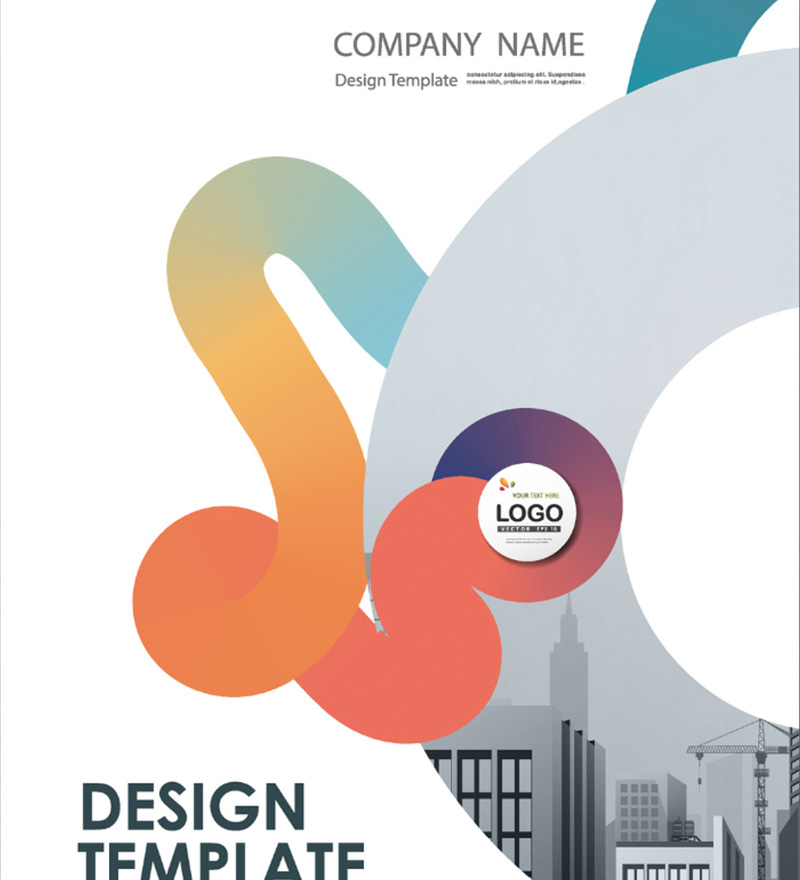 COMPANY NAME
Design Template
consectetur adipiscing elit. Suspendisse
massa nibh, pretium et risus id,egestas .
YOUR TEXT HERE
LOGO
VECTOR EPS 10
DESIGN
TEMPLATE